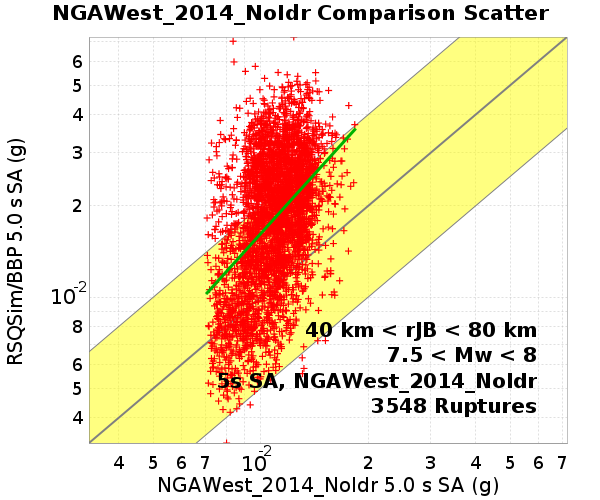 NGAWest_2014_NoIdr Comparison Scatter
RSQSim/BBP 5.0 s SA (g)
6
5
4
3
2
10-2
8
6
5
4
40 km < rJB < 80 km
7.5 < Mw < 8
5s SA, NGAWest_2014_NoIdr
3548 Ruptures
4 5 6 7 10-2 2 3 4 5 6 7
NGAWest_2014_NoIdr 5.0 s SA (g)